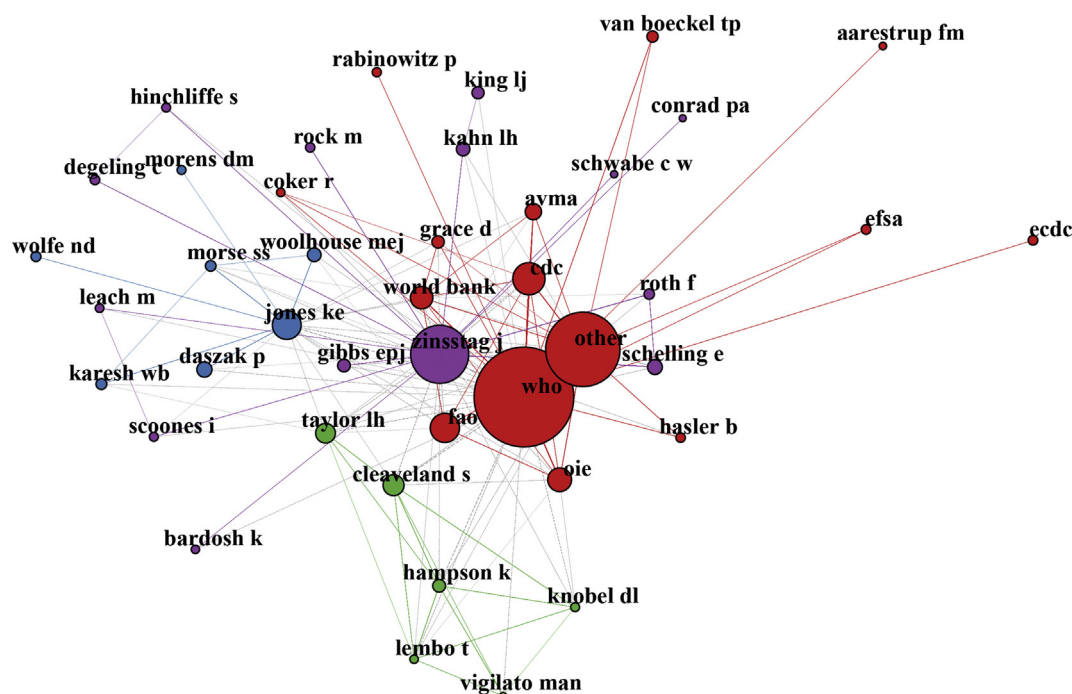 van boeckel tp
aarestrup fm
rabinowitz p
king lj
hinchliffe s
conrad pa
rock m
kahn lh
degeling c
morens dm
schwabe c w
coker r
avma
efsa
ecdc
grace d
wolfe nd
morse ss
woolhouse mej
cdc
roth f
leach m
world bank
jones ke
zinsstag j
other
daszak p
gibbs epj
schelling e
karesh wb
who
scoones i
taylor lh
fao
hasler b
cleaveland s
oie
bardosh k
hampson k
knobel dl
lembo t
vigilato man